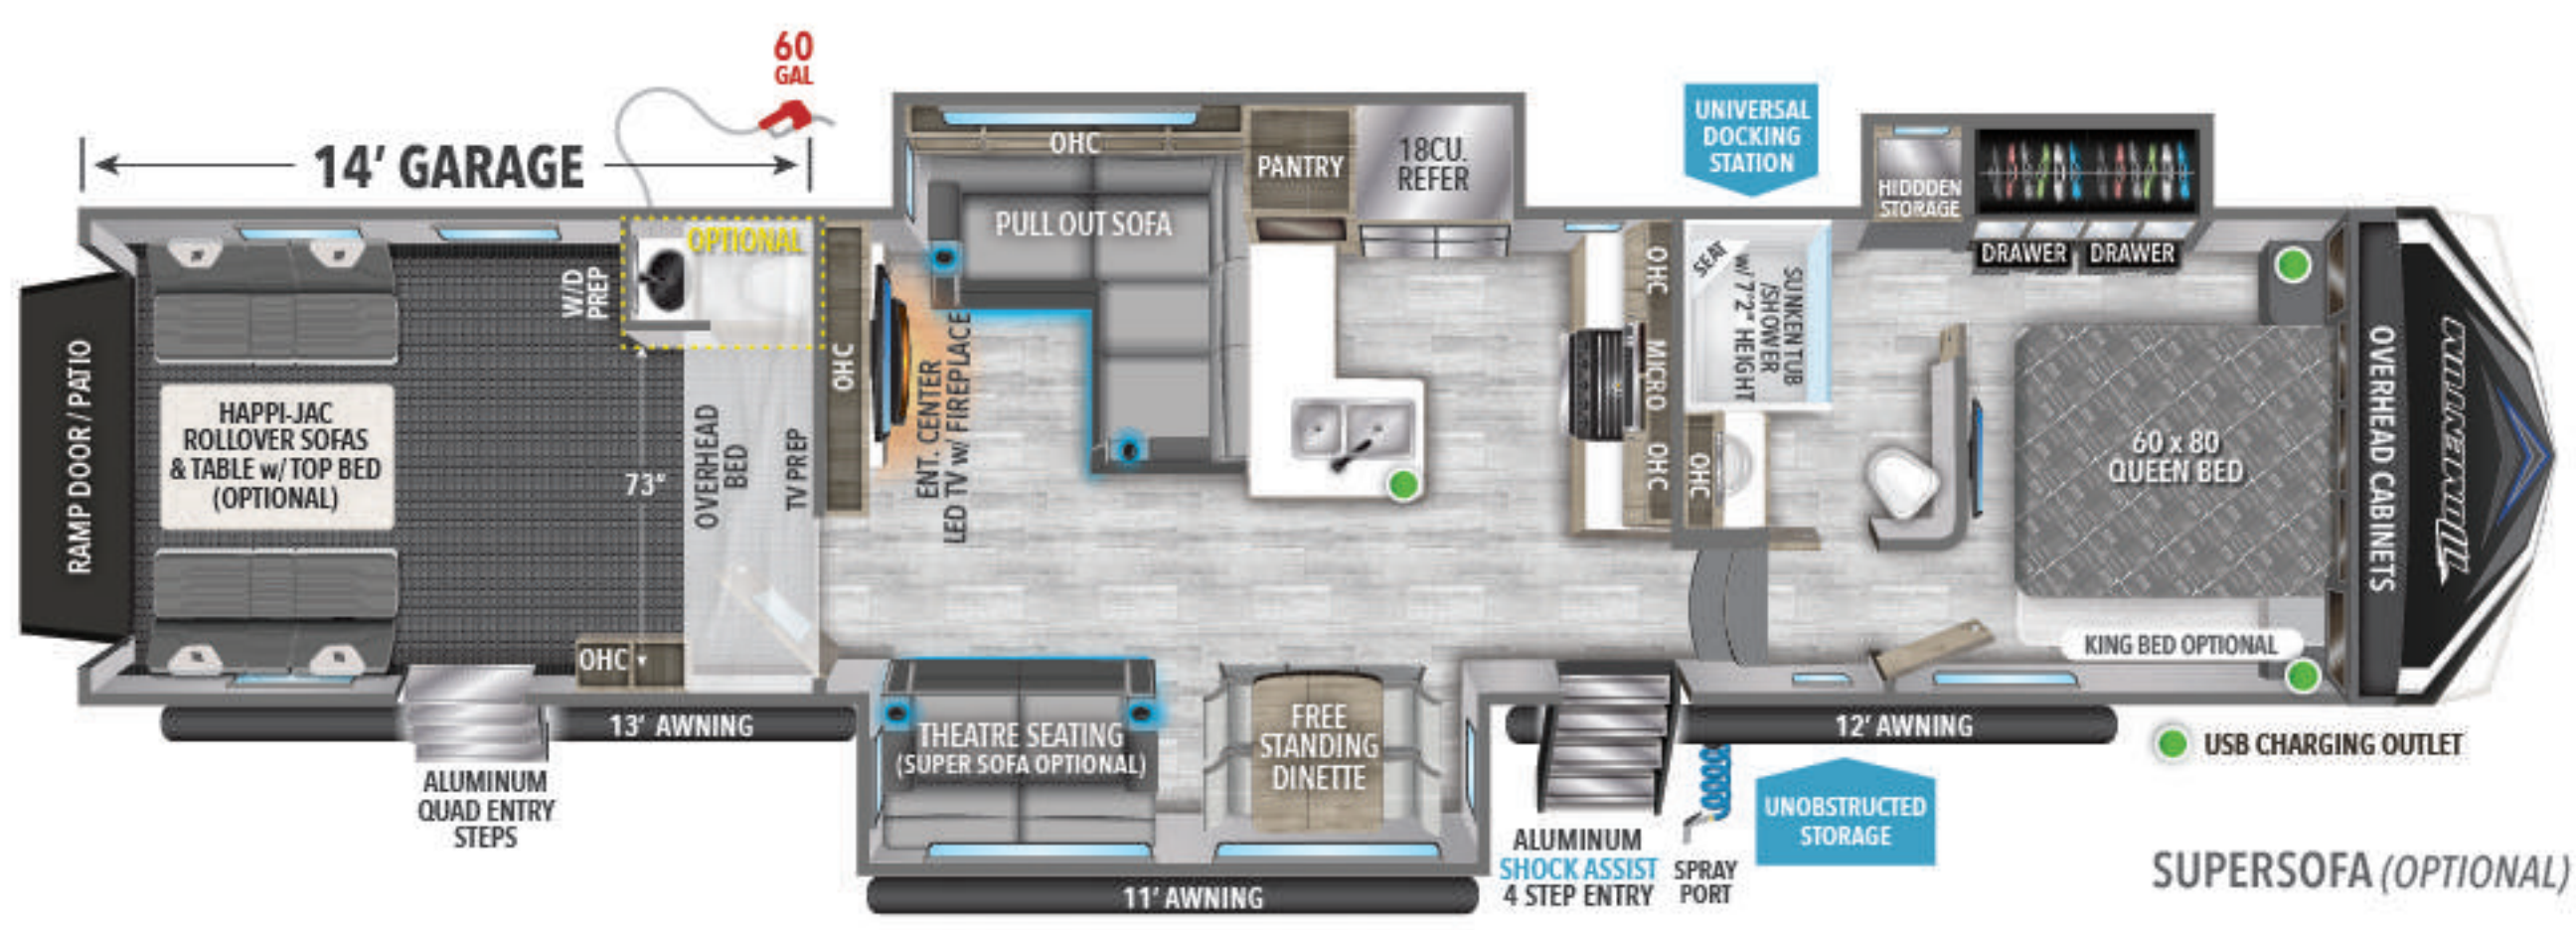 60
GAL
14' GARAGE
UNIVERSAL
DOCKING
STATION
OHC
PANTRY
18CU.
REFER
HIDDDEN
STORAGE
DRAWER
DRAWER
OPTIONAL
W/D
PREP
PULL OUT SOFA
OHC
ENT. CENTER
LED TV w/ FIREPLACE
OHC
MICRO
OHC
SEAT
SUNKEN TUB
/SHOWER
w/ 7'2" HEIGHT
OHC
RAMP DOOR / PATIO
HAPPI-JAC
ROLLOVER SOFAS
& TABLE w/ TOP BED
(OPTIONAL)
73"
OVERHEAD
BED
TV PREP
60 x 80
QUEEN BED
KING BED OPTIONAL
OVERHEAD CABINETS
MOMENTUM
OHC
13' AWNING
ALUMINUM
QUAD ENTRY
STEPS
THEATRE SEATING
(SUPER SOFA OPTIONAL)
FREE
STANDING
DINETTE
11' AWNING
12' AWNING
ALUMINUM
SHOCK ASSIST
4 STEP ENTRY
SPRAY
PORT
UNOBSTRUCTED
STORAGE
USB CHARGING OUTLET
SUPERSOFA (OPTIONAL)